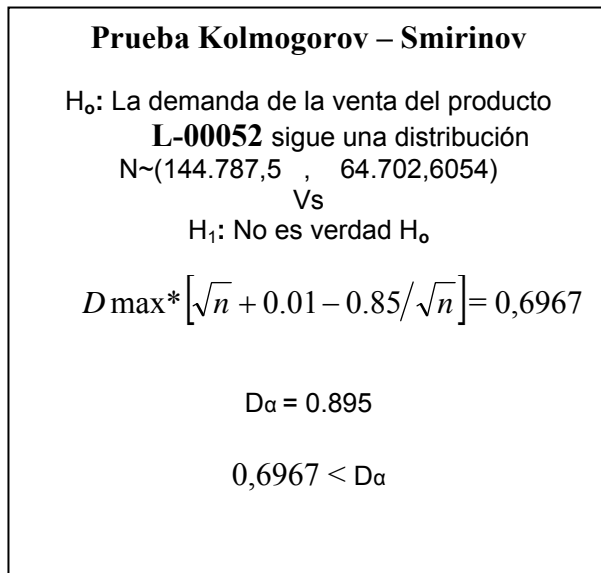 Prueba Kolmogorov – Smirinov
Ho: La demanda de la venta del producto
L-00052 sigue una distribución
N~(144.787,5 , 64.702,6054)
Vs
H1: No es verdad Ho
D max*[√n + 0.01 − 0.85/√n]= 0,6967
Dα = 0.895
0,6967 < Dα